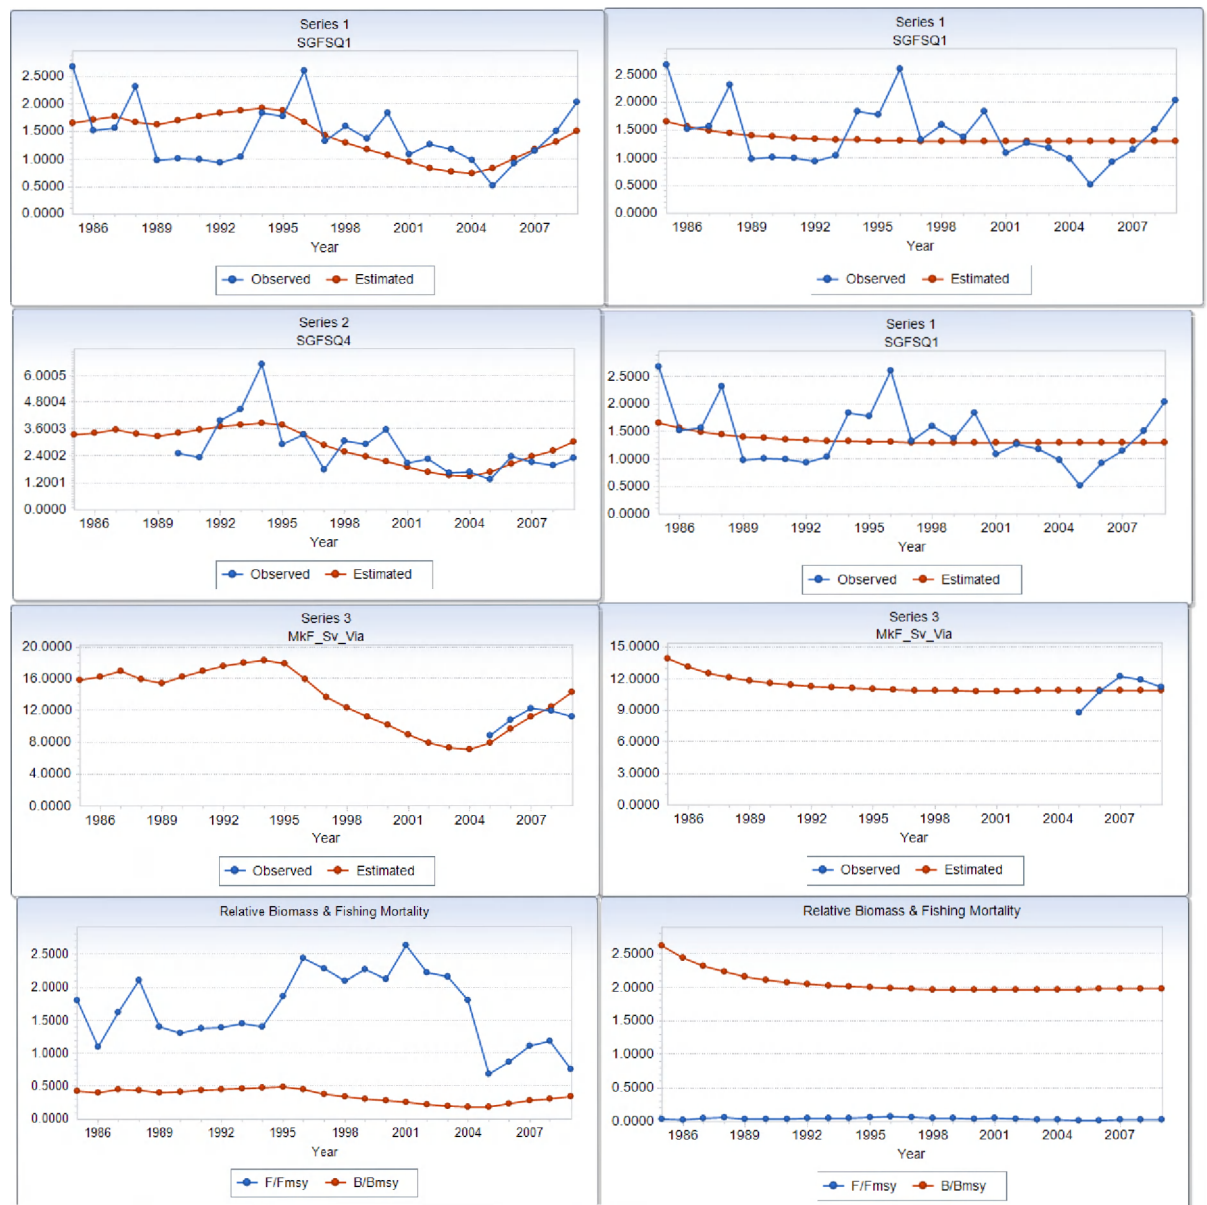 Series 1
SGFSQ1
2.5000
2.0000
1.5000
1.0000
0.5000
0.0000
1986 1989 1992 1995 1998 2001 2004 2007
Year
Observed Estimated
Series 1
SGFSQ1
2.5000
2.0000
1.5000
1.0000
0.5000
0.0000
1986 1989 1992 1995 1998 2001 2004 2007
Year
Observed Estimated
Series 2
SGFSQ4
6.0005
4.8004
3.6003
2.4002
1.2001
0.0000
1986 1989 1992 1995 1998 2001 2004 2007
Year
Observed Estimated
Series 1
SGFSQ1
2.5000
2.0000
1.5000
1.0000
0.5000
0.0000
1986 1989 1992 1995 1998 2001 2004 2007
Year
Observed Estimated
Series 3
MkF_Sv_Via
20.0000
16.0000
12.0000
8.0000
4.0000
0.0000
1986 1989 1992 1995 1998 2001 2004 2007
Year
Observed Estimated
Series 3
MkF_Sv_Via
15.0000
12.0000
9.0000
6.0000
3.0000
0.0000
1986 1989 1992 1995 1998 2001 2004 2007
Year
Observed Estimated
Relative Biomass & Fishing Mortality
2.5000
2.0000
1.5000
1.0000
0.5000
0.0000
1986 1989 1992 1995 1998 2001 2004 2007
Year
F/Fmsy B/Bmsy
Relative Biomass & Fishing Mortality
2.5000
2.0000
1.5000
1.0000
0.5000
0.0000
1986 1989 1992 1995 1998 2001 2004 2007
Year
F/Fmsy B/Bmsy